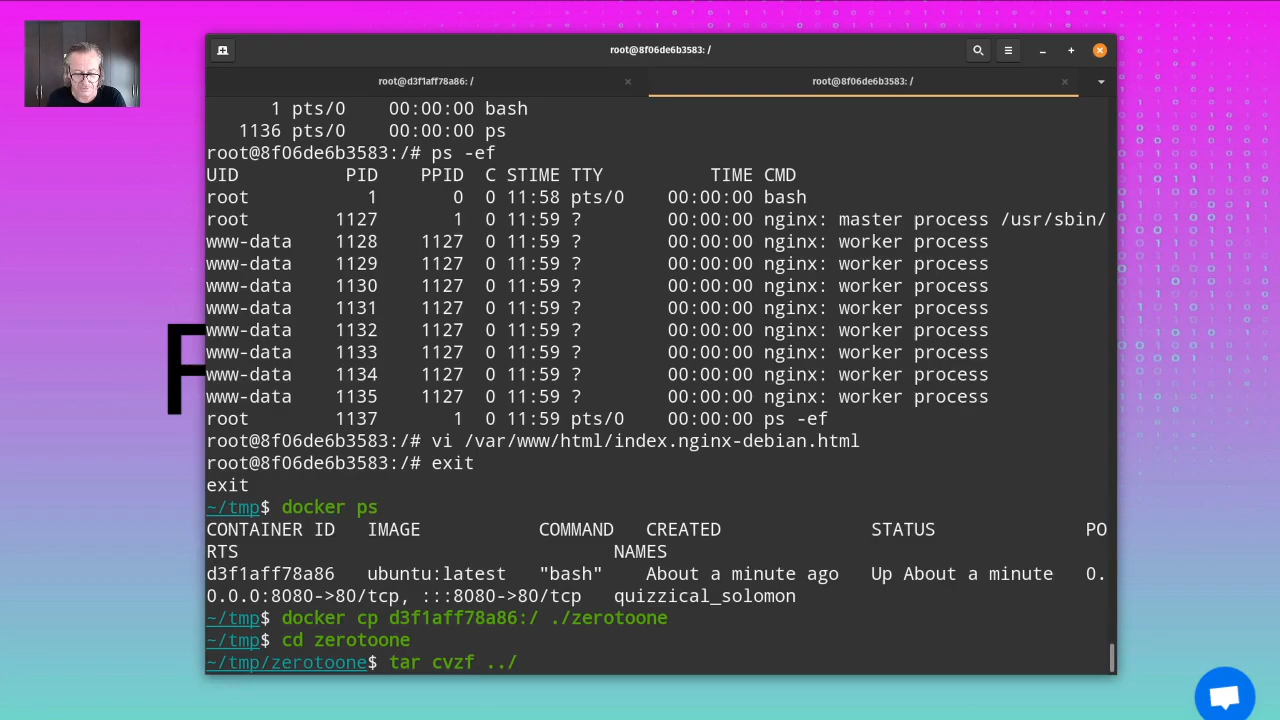 root@8f06de6b3583: /
root@d3f1aff78a86: /
root@8f06de6b3583: /
1 pts/0    00:00:00 bash
1136 pts/0    00:00:00 ps
root@8f06de6b3583:/# ps -ef
UID          PID    PPID  C STIME TTY          TIME CMD
root           1       0  0 11:58 pts/0    00:00:00 bash
root        1127       1  0 11:59 ?        00:00:00 nginx: master process /usr/sbin/
www-data    1128    1127  0 11:59 ?        00:00:00 nginx: worker process
www-data    1129    1127  0 11:59 ?        00:00:00 nginx: worker process
www-data    1130    1127  0 11:59 ?        00:00:00 nginx: worker process
www-data    1131    1127  0 11:59 ?        00:00:00 nginx: worker process
www-data    1132    1127  0 11:59 ?        00:00:00 nginx: worker process
www-data    1133    1127  0 11:59 ?        00:00:00 nginx: worker process
www-data    1134    1127  0 11:59 ?        00:00:00 nginx: worker process
www-data    1135    1127  0 11:59 ?        00:00:00 nginx: worker process
root        1137       1  0 11:59 pts/0    00:00:00 ps -ef
root@8f06de6b3583:/# vi /var/www/html/index.nginx-debian.html
root@8f06de6b3583:/# exit
exit
~/tmp$ docker ps
CONTAINER ID   IMAGE           COMMAND   CREATED              STATUS              PO
RTS                                   NAMES
d3f1aff78a86   ubuntu:latest   "bash"    About a minute ago   Up About a minute   0.
0.0.0:8080->80/tcp, :::8080->80/tcp   quizzical_solomon
~/tmp$ docker cp d3f1aff78a86:/ ./zerotoone
~/tmp$ cd zerotoone
~/tmp/zerotoone$ tar cvzf ../